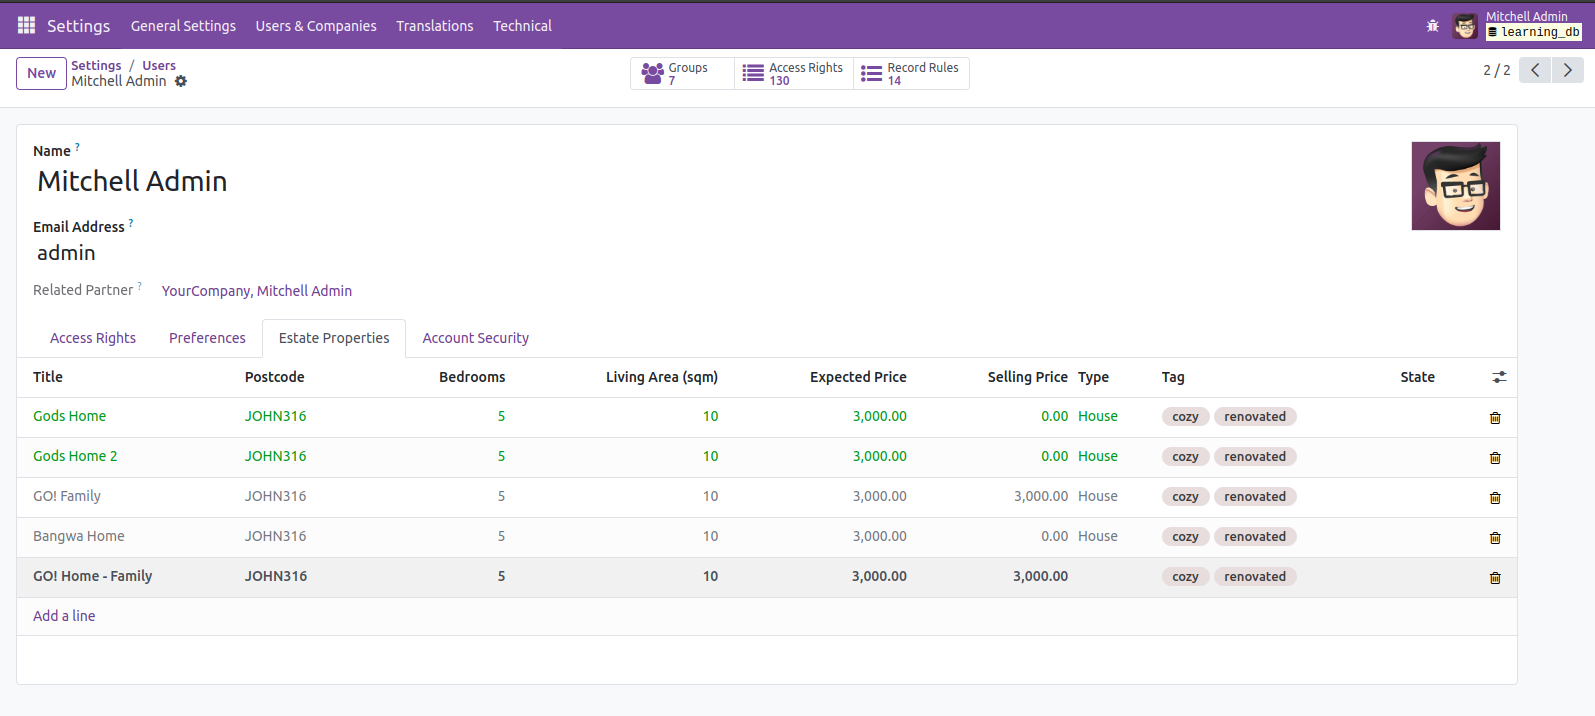 Settings General Settings Users & Companies Translations Technical Mitchell Admin
learning_db
New Settings / Users
Mitchell Admin
Groups
7
Access Rights
130
Record Rules
14
2 / 2
Name ?
Mitchell Admin
Email Address ?
admin
Related Partner ? YourCompany, Mitchell Admin
Access Rights Preferences Estate Properties Account Security
Title Postcode Bedrooms Living Area (sqm) Expected Price Selling Price Type Tag State
Gods Home JOHN316 5 10 3,000.00 0.00 House cozy renovated
Gods Home 2 JOHN316 5 10 3,000.00 0.00 House cozy renovated
GO! Family JOHN316 5 10 3,000.00 3,000.00 House cozy renovated
Bangwa Home JOHN316 5 10 3,000.00 0.00 House cozy renovated
GO! Home - Family JOHN316 5 10 3,000.00 3,000.00 cozy renovated
Add a line